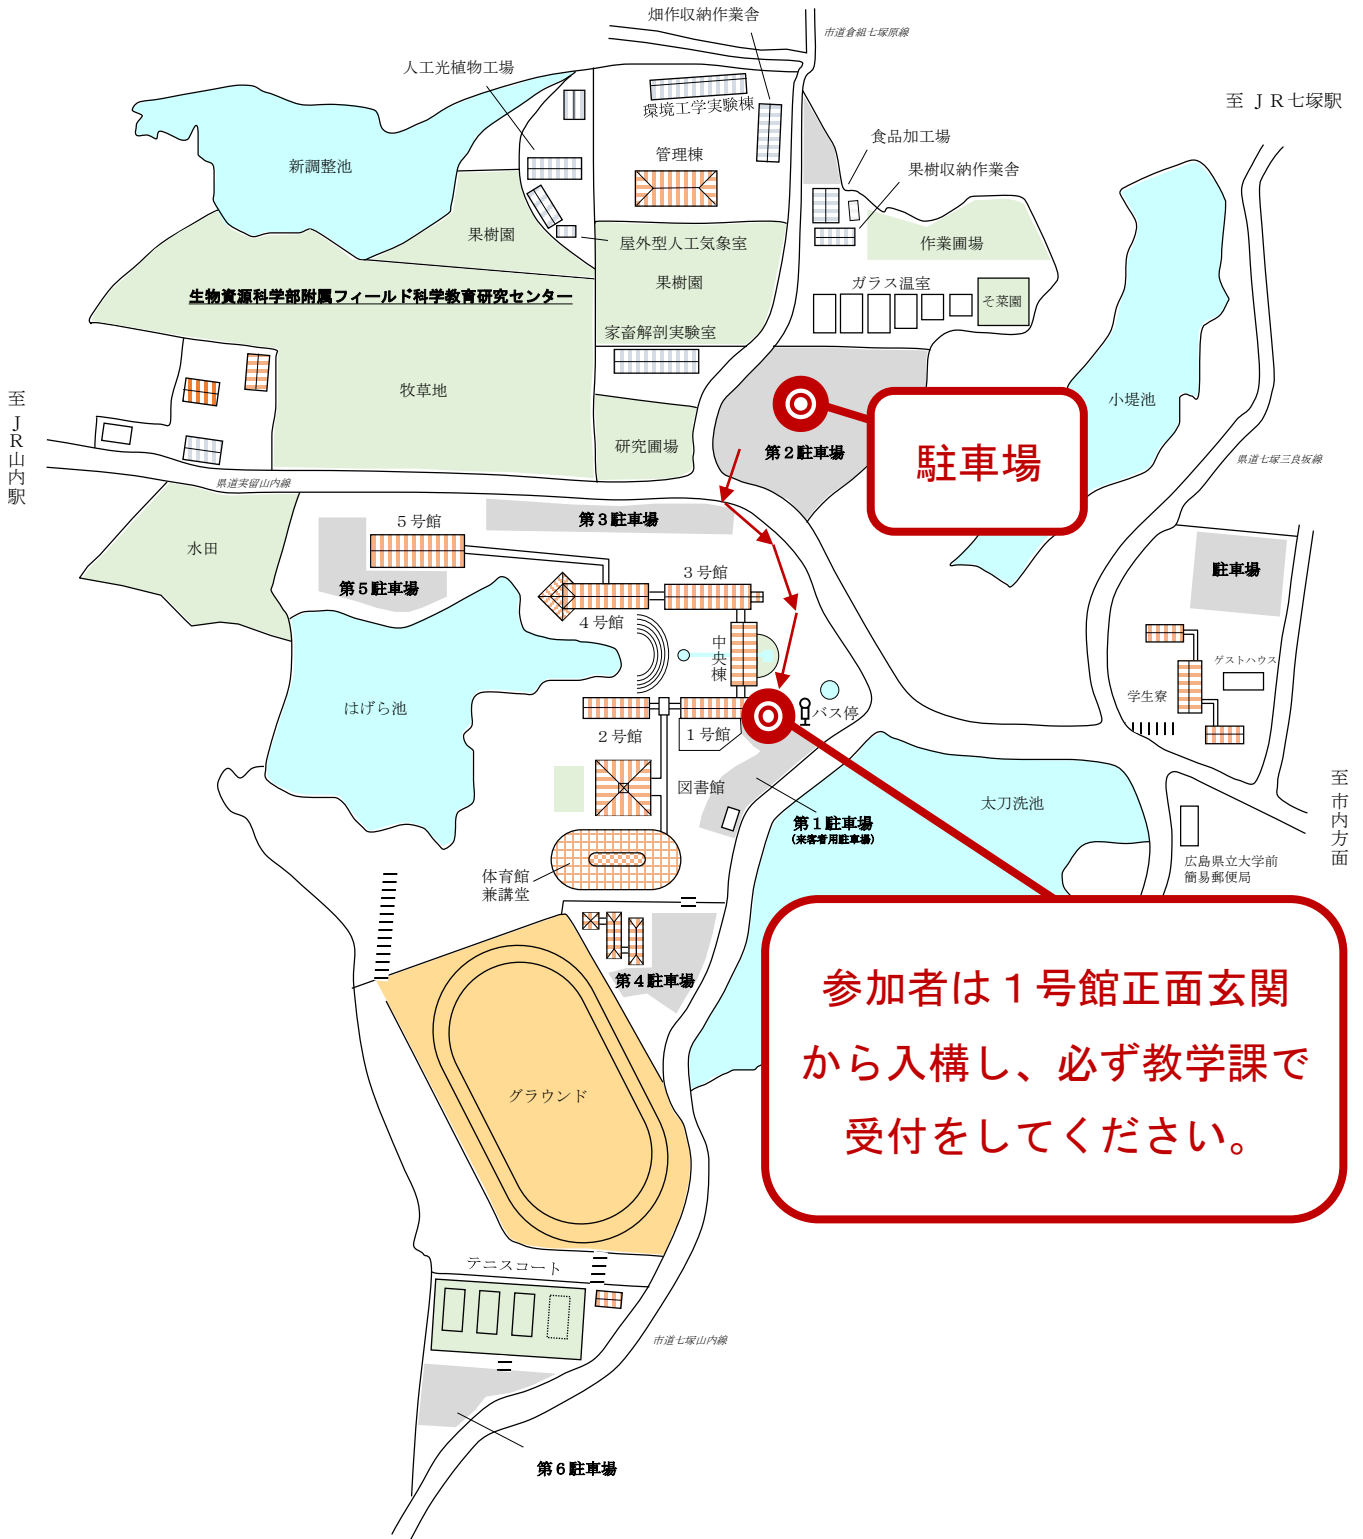 畑作収納作業舎
市道倉組七塚原線
人工光植物工場
至 ＪＲ七塚駅
環境工学実験棟
食品加工場
管理棟
新調整池
果樹収納作業舎
果樹園
屋外型人工気象室
作業圃場
果樹園
ガラス温室
生物資源科学部附属フィールド科学教育研究センター
そ菜園
家畜解剖実験室
牧草地
小堤池
至 ＪＲ山内駅
駐車場
研究圃場
第２駐車場
県道七塚三良坂線
県道実留山内線
５号館
第３駐車場
水田
３号館
駐車場
第５駐車場
４号館
中央棟
ゲストハウス
学生寮
はげら池
バス停
２号館
１号館
図書館
至 市内方面
太刀洗池
第１駐車場
(来客者用駐車場)
広島県立大学前
簡易郵便局
体育館
兼講堂
第４駐車場
参加者は１号館正面玄関
から入構し、必ず教学課で
受付をしてください。
グラウンド
テニスコート
市道七塚山内線
第６駐車場